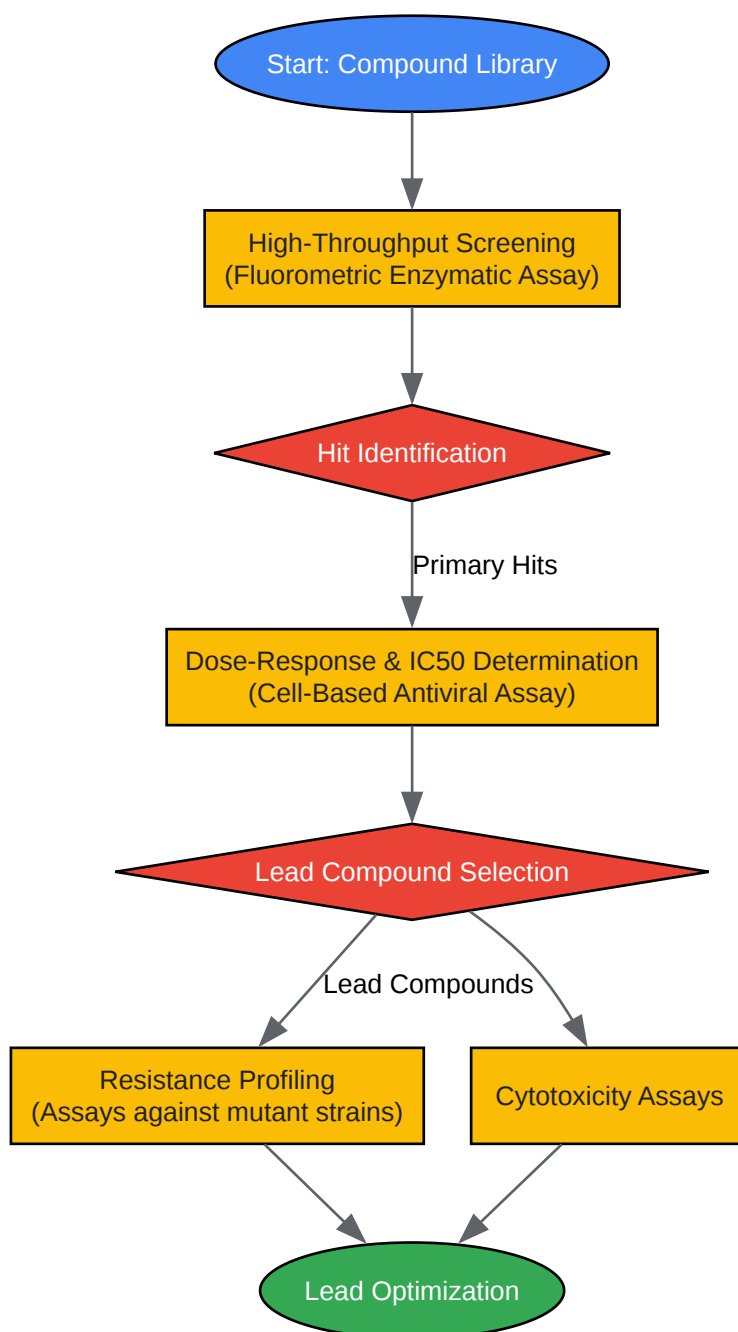 Start: Compound Library
High-Throughput Screening
(Fluorometric Enzymatic Assay)
Hit Identification
Primary Hits
Dose-Response & IC50 Determination
(Cell-Based Antiviral Assay)
Lead Compound Selection
Lead Compounds
Resistance Profiling
(Assays against mutant strains)
Cytotoxicity Assays
Lead Optimization